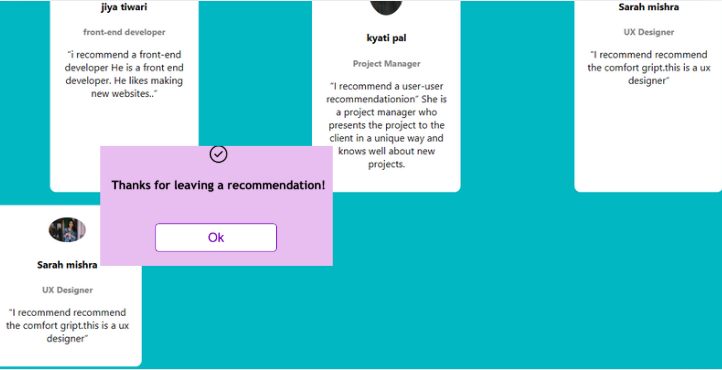 jiya tiwari
front-end developer
“i recommend a front-end
developer He is a front end
developer. He likes making
new websites..”
kyati pal
Project Manager
“I recommend a user-user
recommendationion” She is
a project manager who
presents the project to the
client in a unique way and
knows well about new
projects.
Sarah mishra
UX Designer
“I recommend recommend
the comfort gript.this is a ux
designer”
Thanks for leaving a recommendation!
Ok
Sarah mishra
UX Designer
“I recommend recommend
the comfort gript.this is a ux
designer”